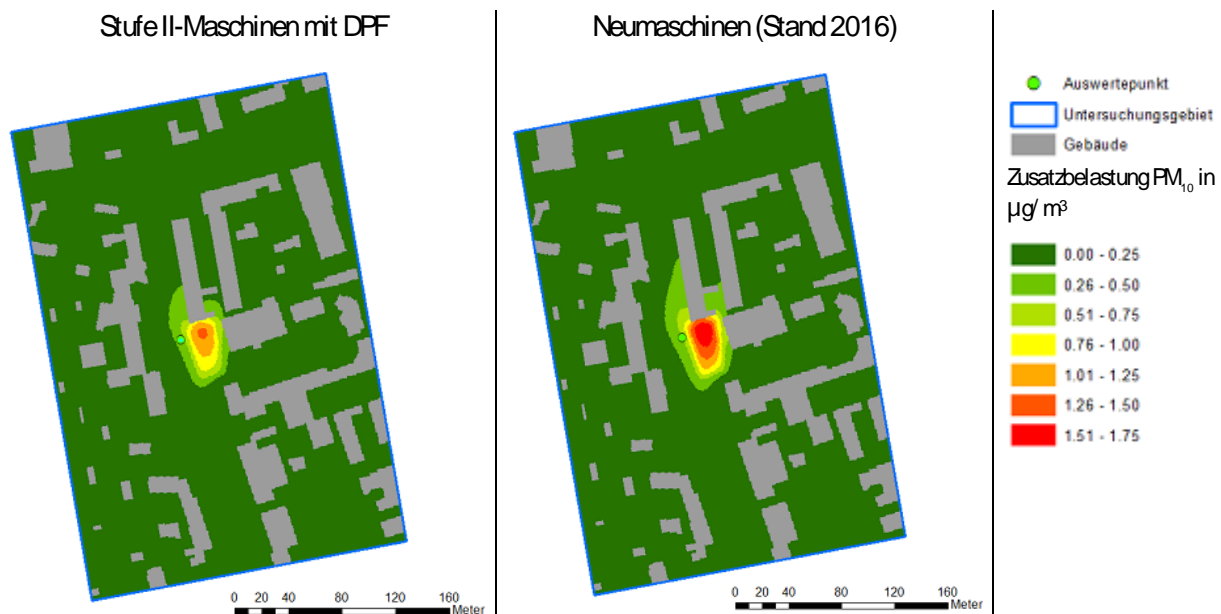 Stufe II-Maschinen mit DPF
Neumaschinen (Stand 2016)
Auswertepunkt
Untersuchungsgebiet
Gebäude
Zusatzbelastung PM₁₀ in
µg/m³
0.00 - 0.25
0.26 - 0.50
0.51 - 0.75
0.76 - 1.00
1.01 - 1.25
1.26 - 1.50
1.51 - 1.75
0 20 40 80 120 160
Meter
0 20 40 80 120 160
Meter